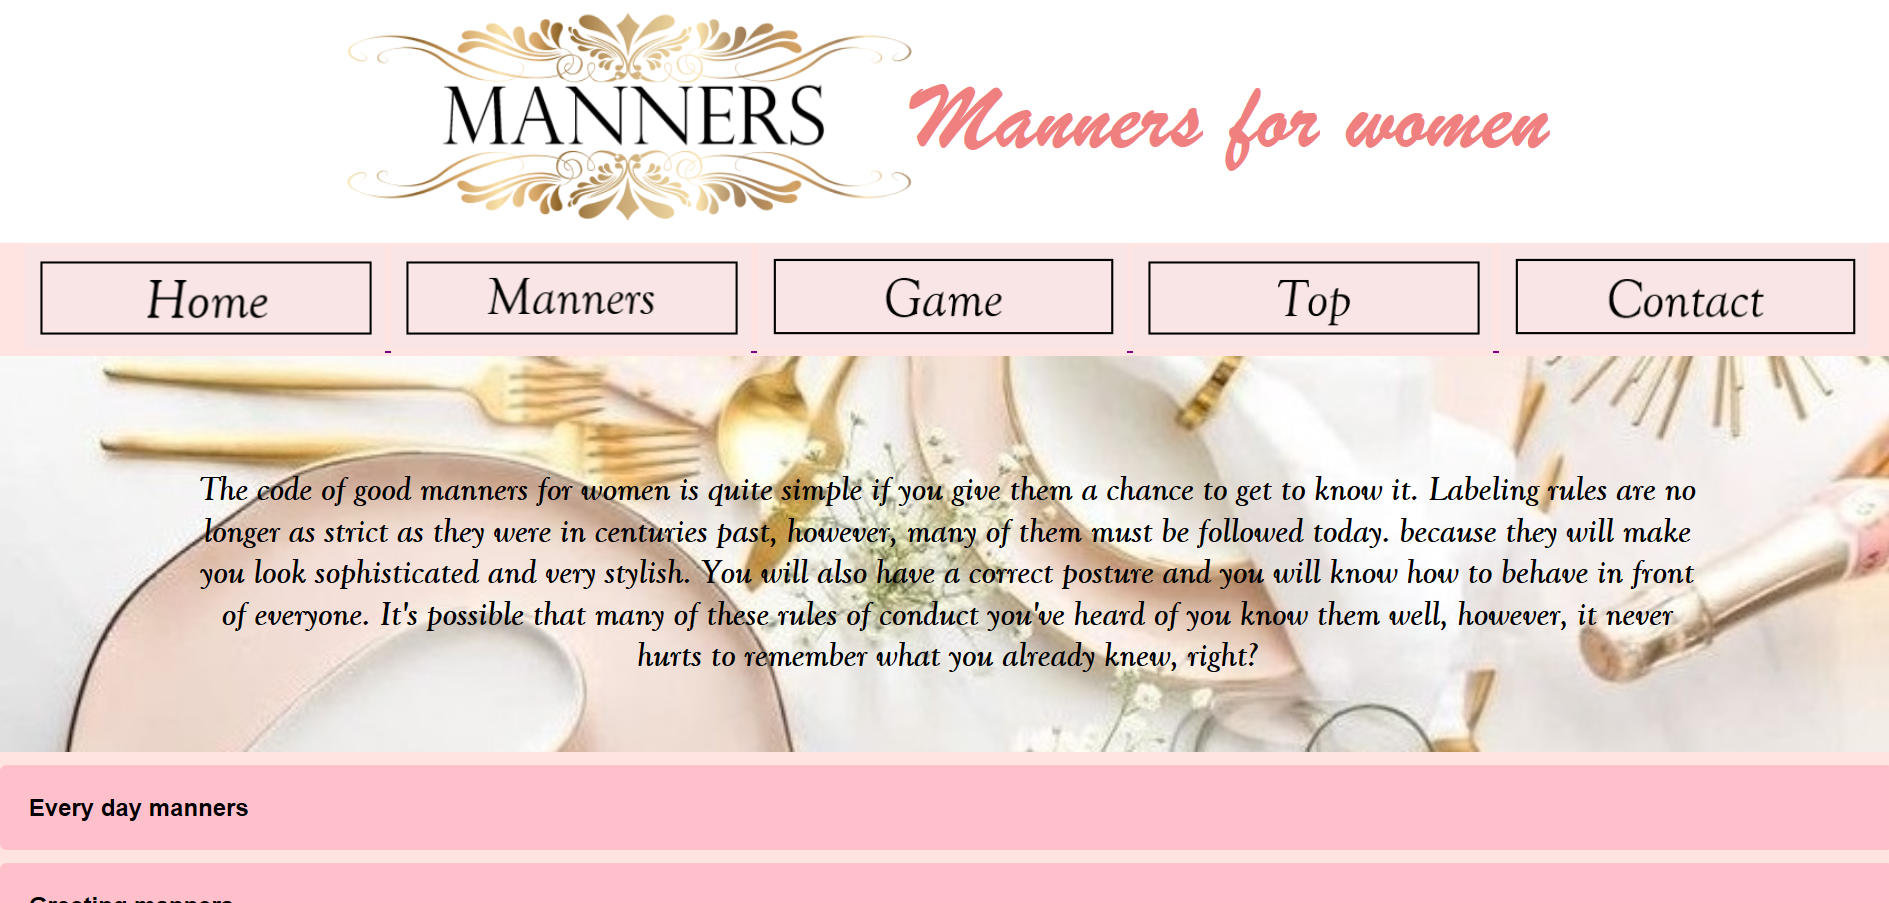 MANNERS
Manners for women
Home
Manners
Game
Top
Contact
The code of good manners for women is quite simple if you give them a chance to get to know it. Labeling rules are no
longer as strict as they were in centuries past, however, many of them must be followed today. because they will make
you look sophisticated and very stylish. You will also have a correct posture and you will know how to behave in front
of everyone. It's possible that many of these rules of conduct you've heard of you know them well, however, it never
hurts to remember what you already knew, right?
Every day manners
Greeting manners